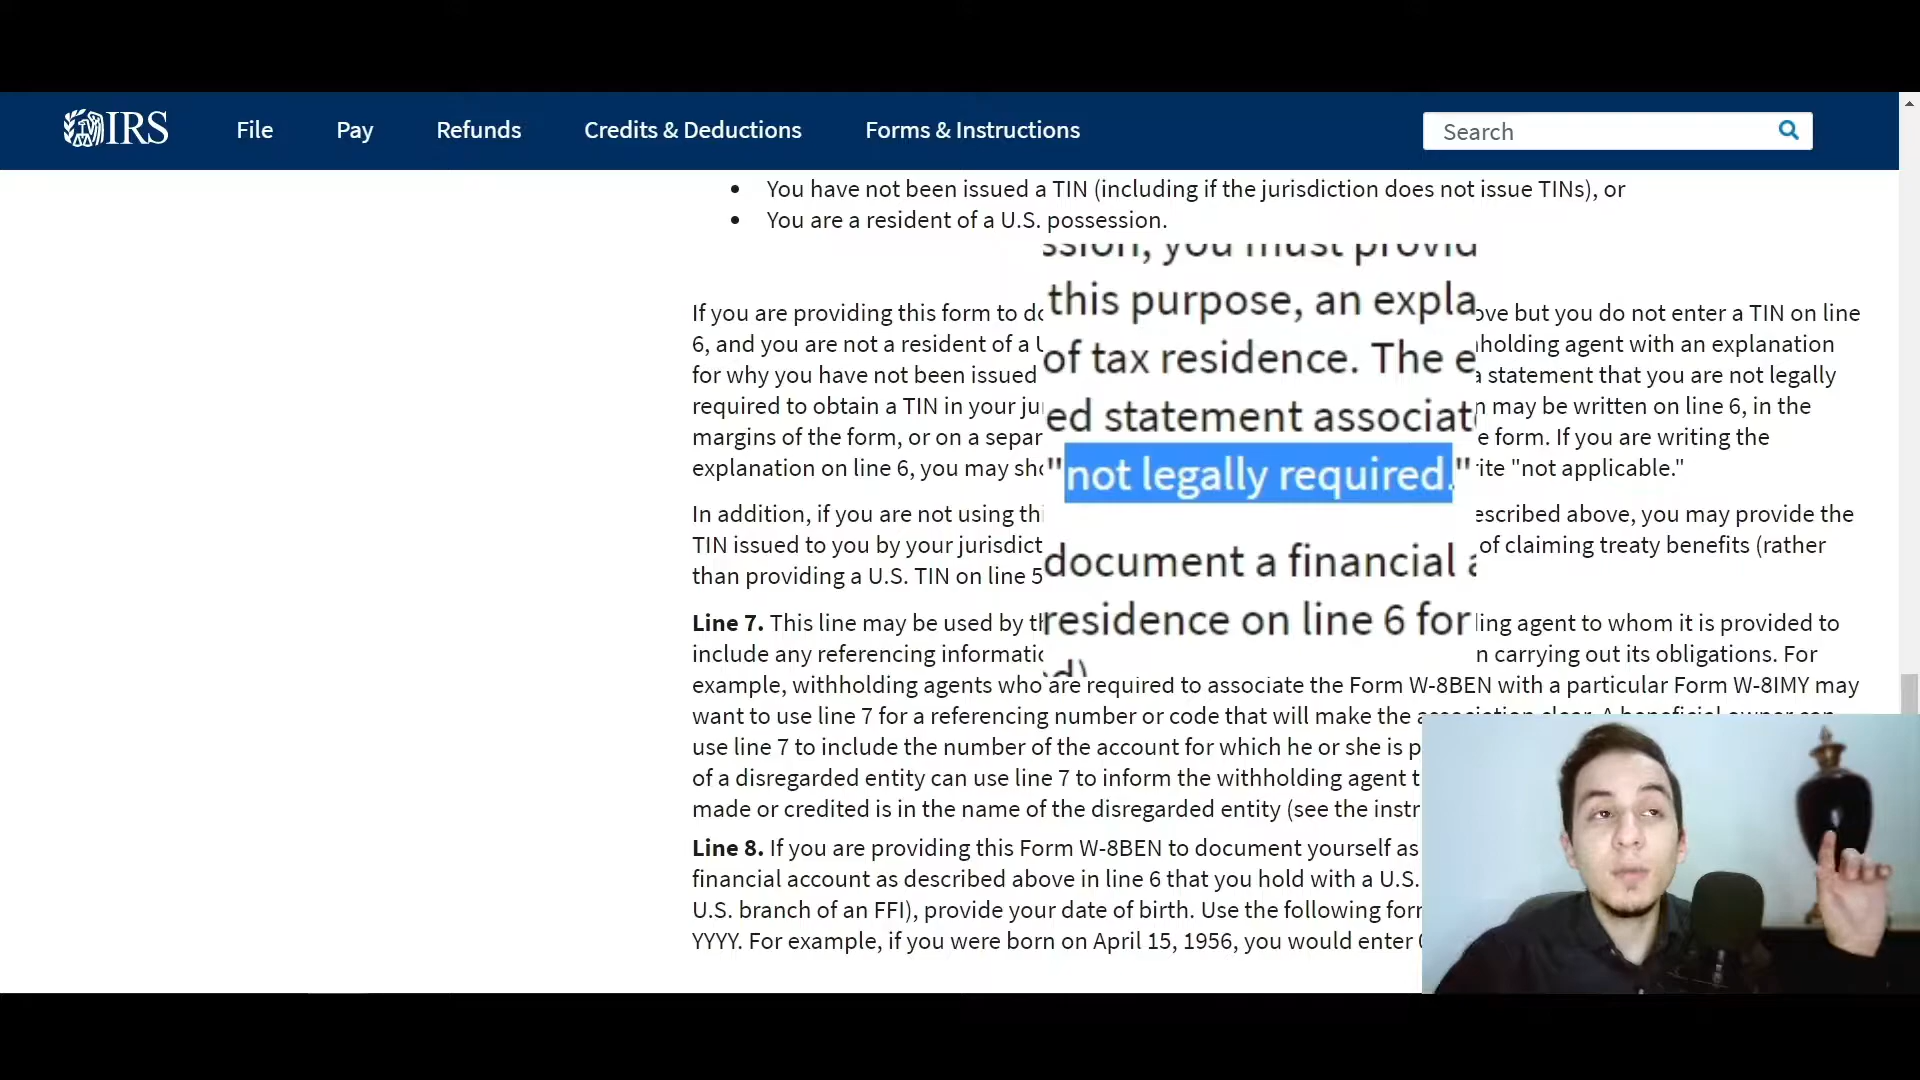 IRS
File
Pay
Refunds
Credits & Deductions
Forms & Instructions
Search
• You have not been issued a TIN (including if the jurisdiction does not issue TINs), or
• You are a resident of a U.S. possession.
If you are providing this form to
ove but you do not enter a TIN on line
6, and you are not a resident of a
holding agent with an explanation
for why you have not been issued
a statement that you are not legally
required to obtain a TIN in your
n may be written on line 6, in the
margins of the form, or on a separ
e form. If you are writing the
explanation on line 6, you may sho
rite "not applicable."
In addition, if you are not using thi
escribed above, you may provide the
TIN issued to you by your jurisdict
of claiming treaty benefits (rather
than providing a U.S. TIN on line 5
ssion, you must provid
this purpose, an expla
of tax residence. The e
ed statement associat
"not legally required."
document a financial
residence on line 6 for
d)
Line 7. This line may be used by th
ing agent to whom it is provided to
include any referencing informatio
n carrying out its obligations. For
example, withholding agents who are required to associate the Form W-8BEN with a particular Form W-8IMY may
want to use line 7 for a referencing number or code that will make the association clear. A beneficial owner can
use line 7 to include the number of the account for which he or she is p
of a disregarded entity can use line 7 to inform the withholding agent t
made or credited is in the name of the disregarded entity (see the instr
Line 8. If you are providing this Form W-8BEN to document yourself as
financial account as described above in line 6 that you hold with a U.S.
U.S. branch of an FFI), provide your date of birth. Use the following for
YYYY. For example, if you were born on April 15, 1956, you would enter